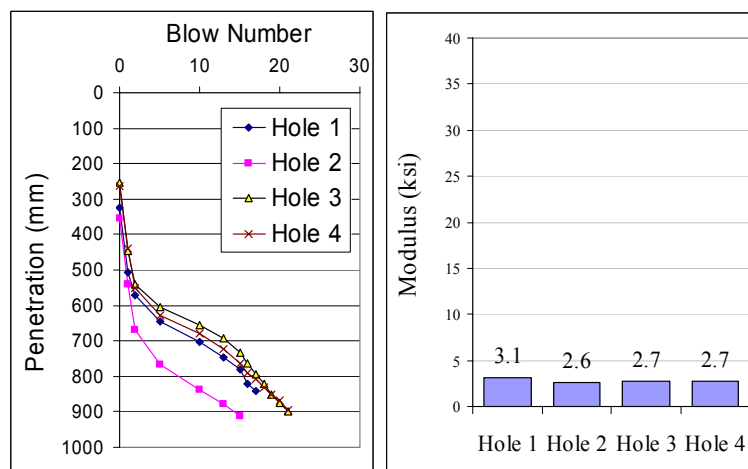 Blow Number
0 10 20 30
0
100
200
300
400
500
600
700
800
900
1000
Penetration (mm)
Hole 1
Hole 2
Hole 3
Hole 4
40
35
30
25
20
15
10
5
0
Modulus (ksi)
3.1 2.6 2.7 2.7
Hole 1 Hole 2 Hole 3 Hole 4